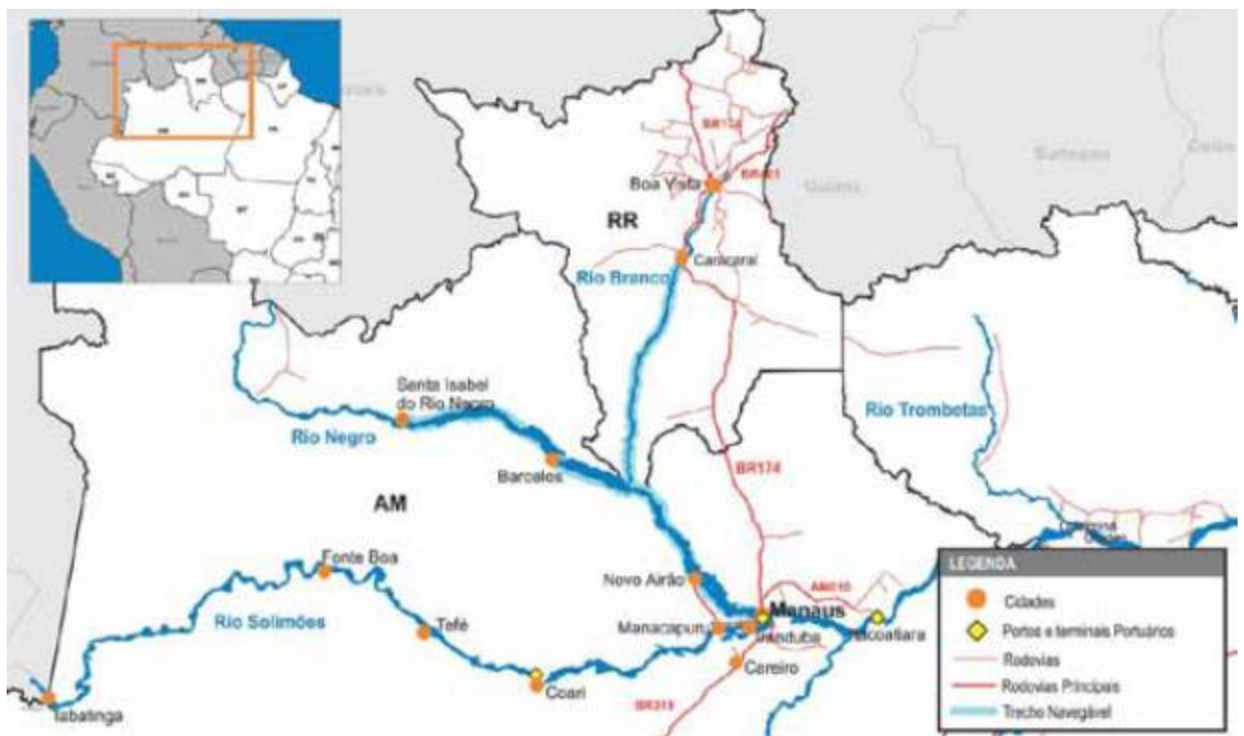 Suriname
Guiana
BR174
BR401
Boa Vista
RR
Caracaraí
Rio Branco
Santa Isabel
do Rio Negro
Rio Negro
Rio Trombetas
Barcelos
BR174
AM
Fonte Boa
Novo Airão
AM010
Manaus
Rio Solimões
Tefé
Manacapuru
Iranduba
Itacoatiara
Careiro
Coari
BR319
Tabatinga
LEGENDA
Cidades
Portos e terminais Portuários
Rodovias
Rodovias Principais
Trecho Navegável